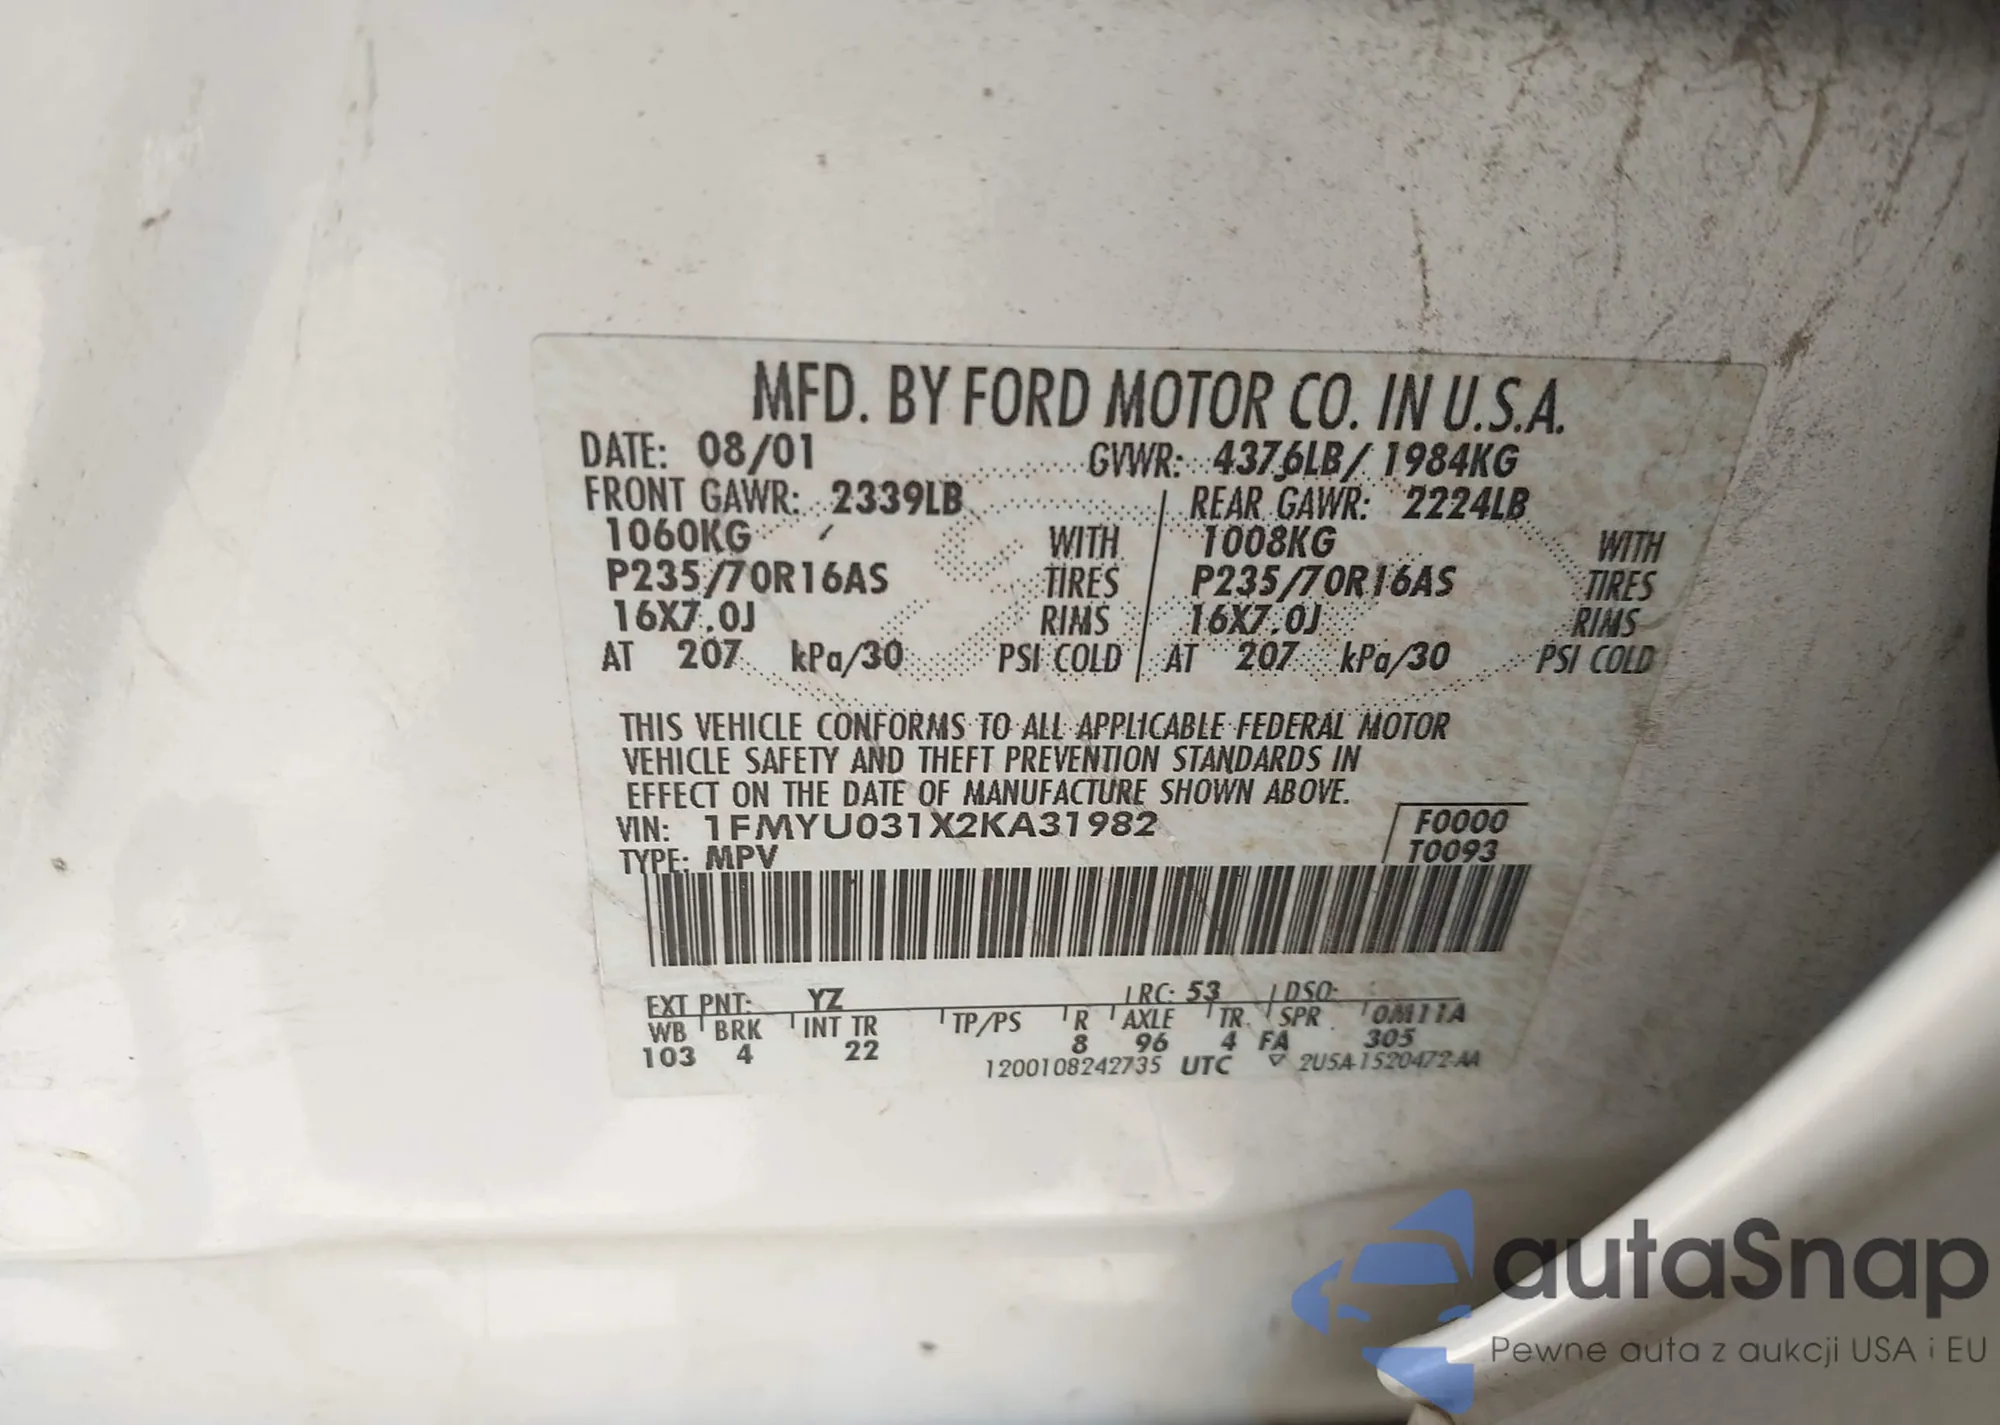 MFD. BY FORD MOTOR CO. IN U.S.A.
DATE: 08/01 GVWR: 4376LB/ 1984KG
FRONT GAWR: 2339LB REAR GAWR: 2224LB
1060KG WITH 1008KG WITH
P235/70R16AS TIRES P235/70R16AS TIRES
16X7.0J RIMS 16X7.0J RIMS
AT 207 kPa/30 PSI COLD AT 207 kPa/30 PSI COLD
THIS VEHICLE CONFORMS TO ALL APPLICABLE FEDERAL MOTOR
VEHICLE SAFETY AND THEFT PREVENTION STANDARDS IN
EFFECT ON THE DATE OF MANUFACTURE SHOWN ABOVE.
VIN: 1FMYU031X2KA31982 F0000
TYPE: MPV T0093
EXT PNT: YZ RC: 53 DSO:
WB BRK INT TR TP/PS R AXLE TR SPR OM11A
103 4 22 8 96 4 FA 305
1200108242735 UTC 2U5A-1520472-AA
autaSnap
Pewne auta z aukcji USA i EU